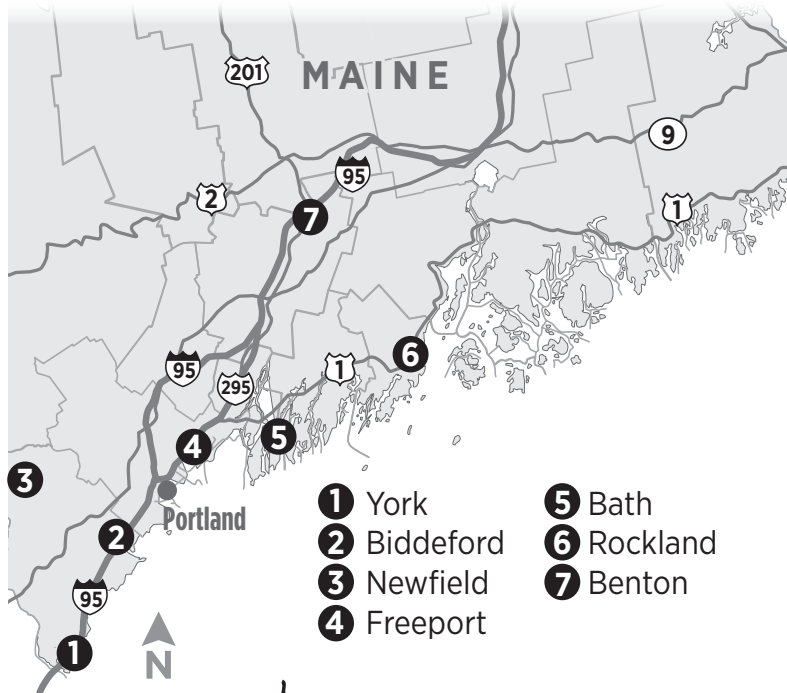 201
MAINE
9
95
2
7
1
6
95
1
295
4
5
3
Portland
2
95
1
N
1 York
2 Biddeford
3 Newfield
4 Freeport
5 Bath
6 Rockland
7 Benton